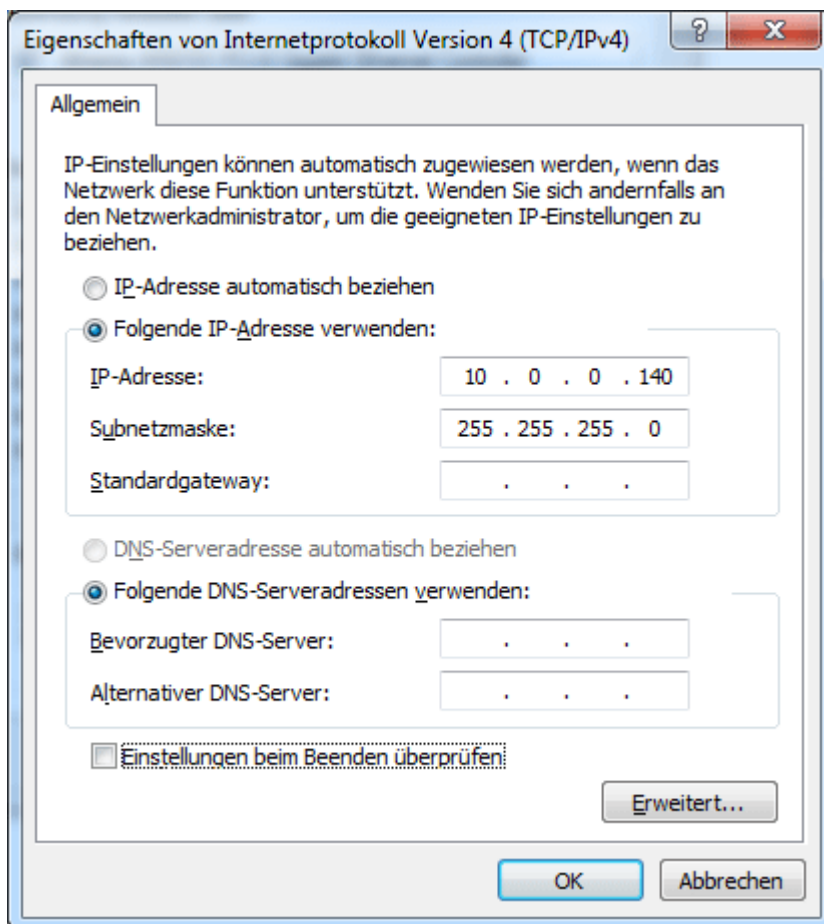 Eigenschaften von Internetprotokoll Version 4 (TCP/IPv4)
Allgemein
IP-Einstellungen können automatisch zugewiesen werden, wenn das
Netzwerk diese Funktion unterstützt. Wenden Sie sich andernfalls an
den Netzwerkadministrator, um die geeigneten IP-Einstellungen zu
beziehen.
IP-Adresse automatisch beziehen
Folgende IP-Adresse verwenden:
IP-Adresse: 10 . 0 . 0 . 140
Subnetzmaske: 255 . 255 . 255 . 0
Standardgateway: . . .
DNS-Serveradresse automatisch beziehen
Folgende DNS-Serveradressen verwenden:
Bevorzugter DNS-Server: . . .
Alternativer DNS-Server: . . .
Einstellungen beim Beenden überprüfen
Erweitert...
OK Abbrechen